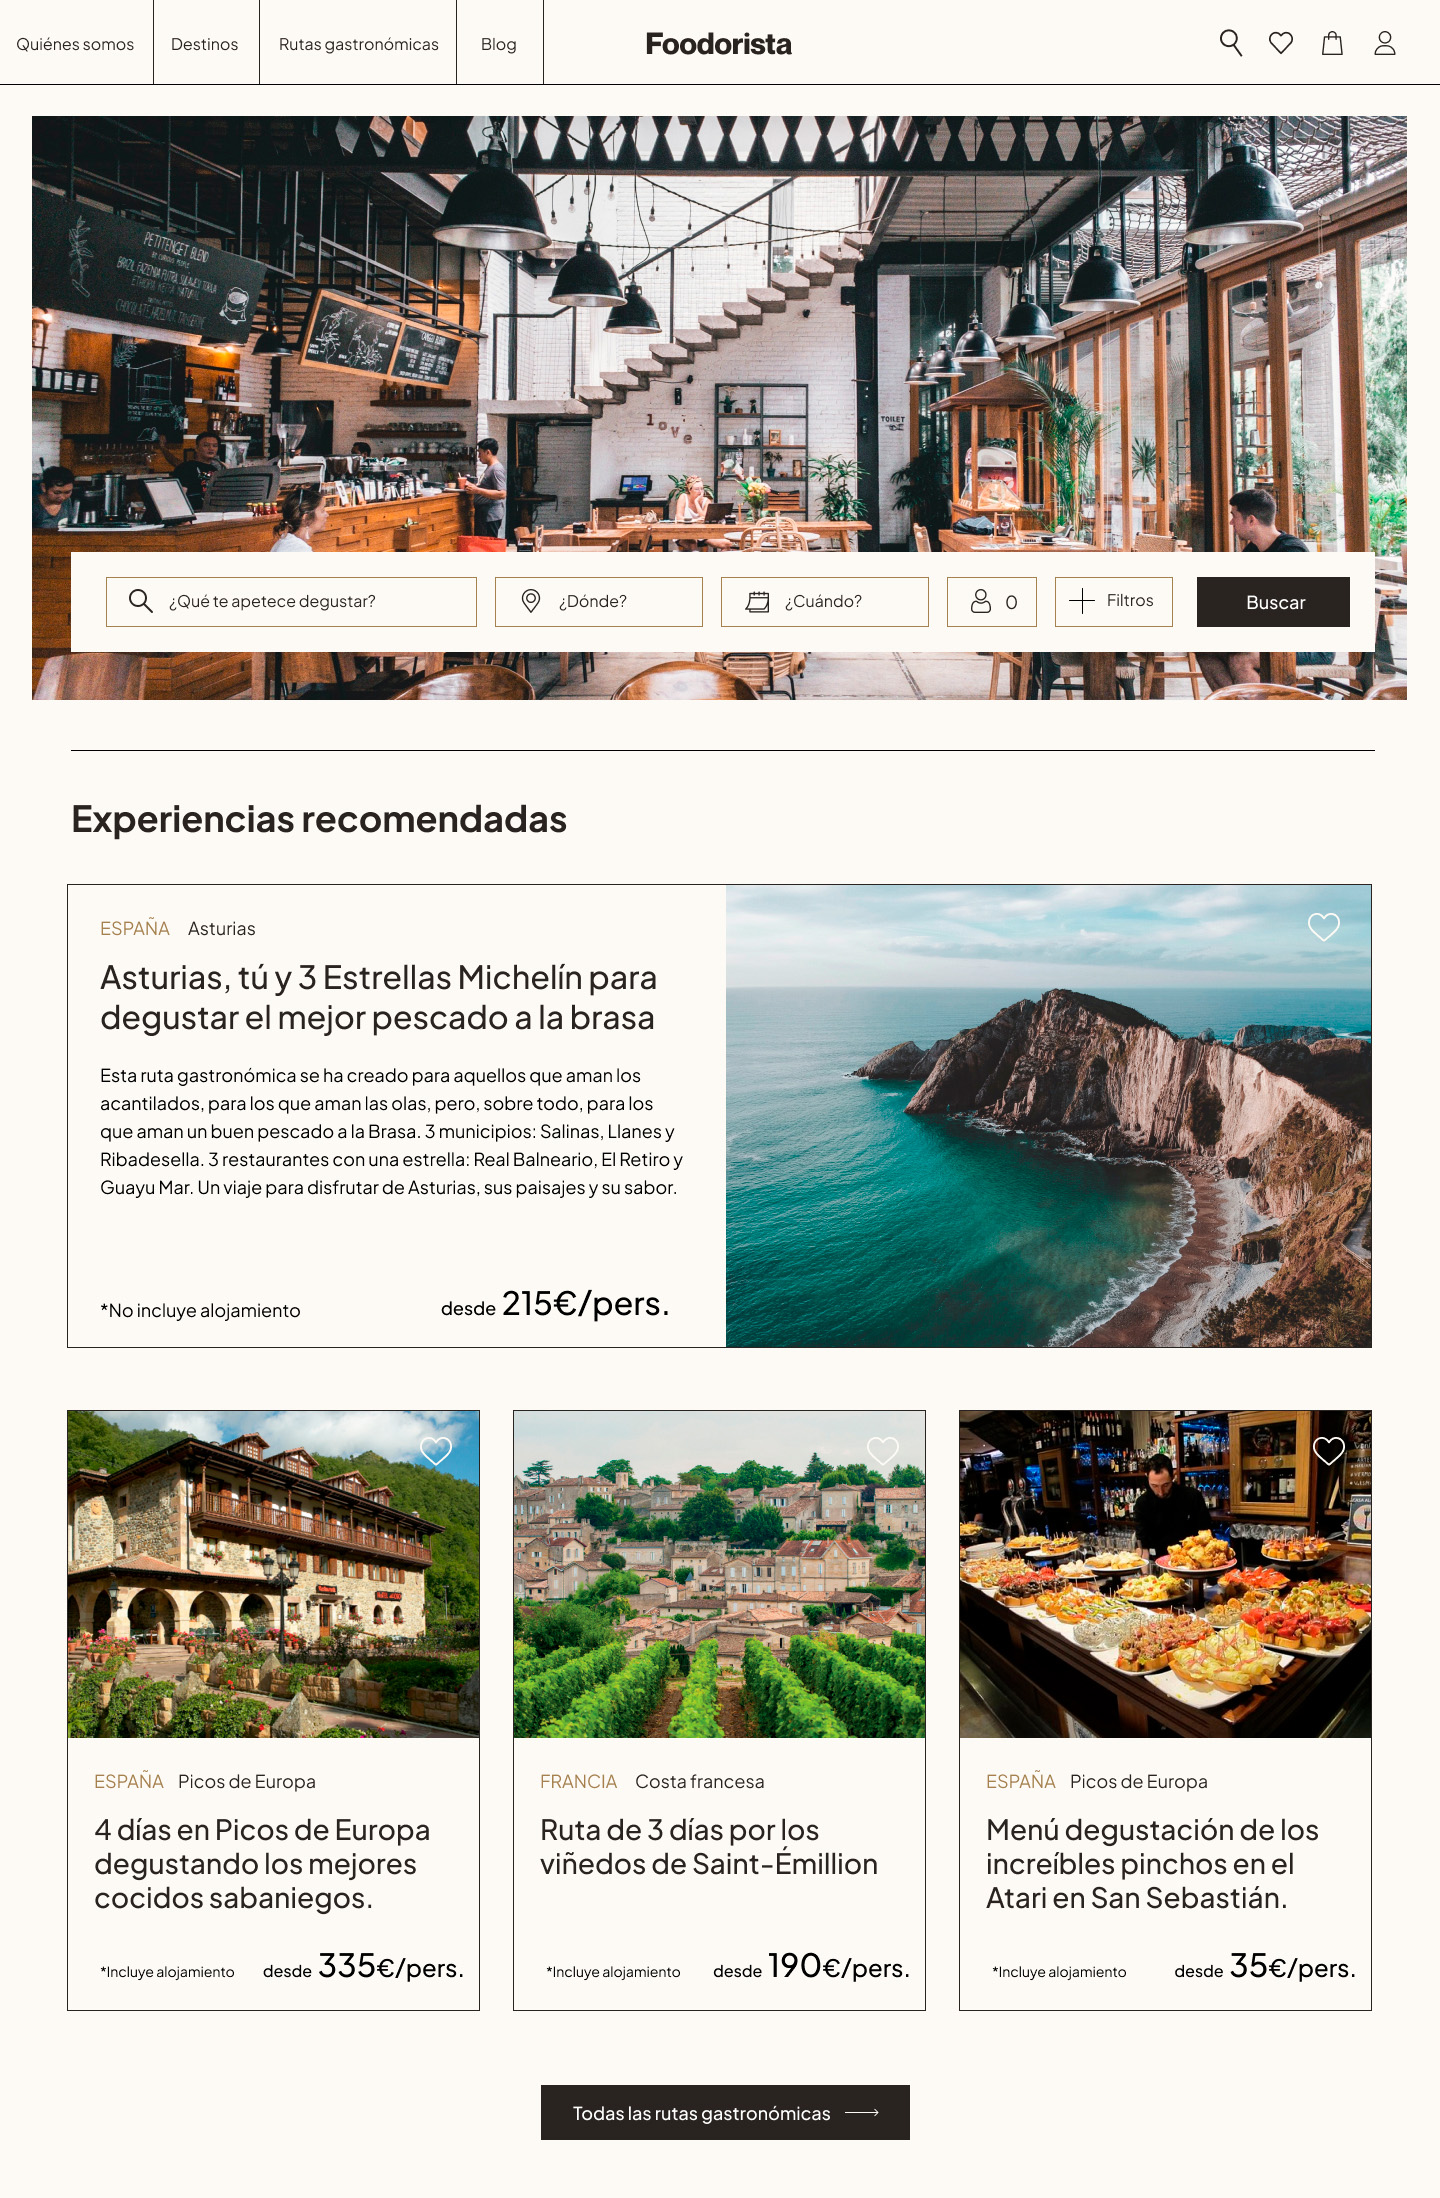 Quiénes somos
Destinos
Rutas gastronómicas
Blog
Foodorista
PETITENGET BLEND
love
TOILET
¿Qué te apetece degustar?
¿Dónde?
¿Cuándo?
0
Filtros
Buscar
Experiencias recomendadas
ESPAÑA Asturias
Asturias, tú y 3 Estrellas Michelín para
degustar el mejor pescado a la brasa
Esta ruta gastronómica se ha creado para aquellos que aman los
acantilados, para los que aman las olas, pero, sobre todo, para los
que aman un buen pescado a la Brasa. 3 municipios: Salinas, Llanes y
Ribadesella. 3 restaurantes con una estrella: Real Balneario, El Retiro y
Guayu Mar. Un viaje para disfrutar de Asturias, sus paisajes y su sabor.
*No incluye alojamiento
desde 215€/pers.
ESPAÑA Picos de Europa
4 días en Picos de Europa
degustando los mejores
cocidos sabaniegos.
*Incluye alojamiento
desde 335€/pers.
FRANCIA Costa francesa
Ruta de 3 días por los
viñedos de Saint-Émillion
*Incluye alojamiento
desde 190€/pers.
ESPAÑA Picos de Europa
Menú degustación de los
increíbles pinchos en el
Atari en San Sebastián.
*Incluye alojamiento
desde 35€/pers.
Todas las rutas gastronómicas